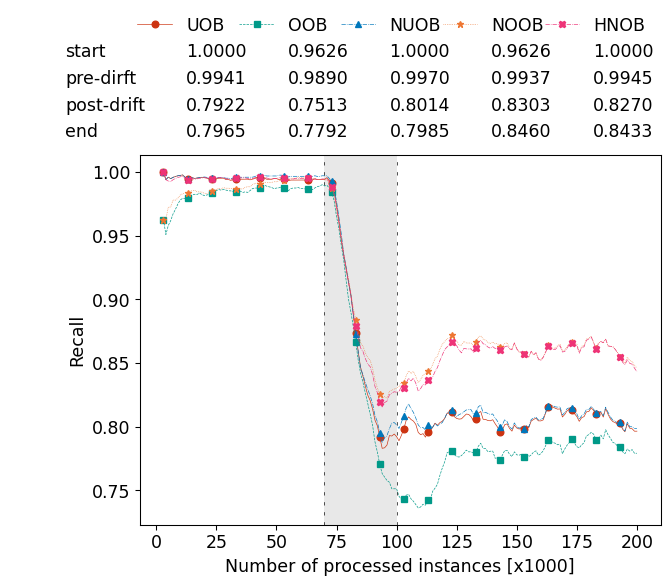 UOB OOB NUOB NOOB HNOB
start 1.0000 0.9626 1.0000 0.9626 1.0000
pre-dirft 0.9941 0.9890 0.9970 0.9937 0.9945
post-drift 0.7922 0.7513 0.8014 0.8303 0.8270
end 0.7965 0.7792 0.7985 0.8460 0.8433
1.00
0.95
0.90
0.85
0.80
0.75
Recall
0 25 50 75 100 125 150 175 200
Number of processed instances [x1000]